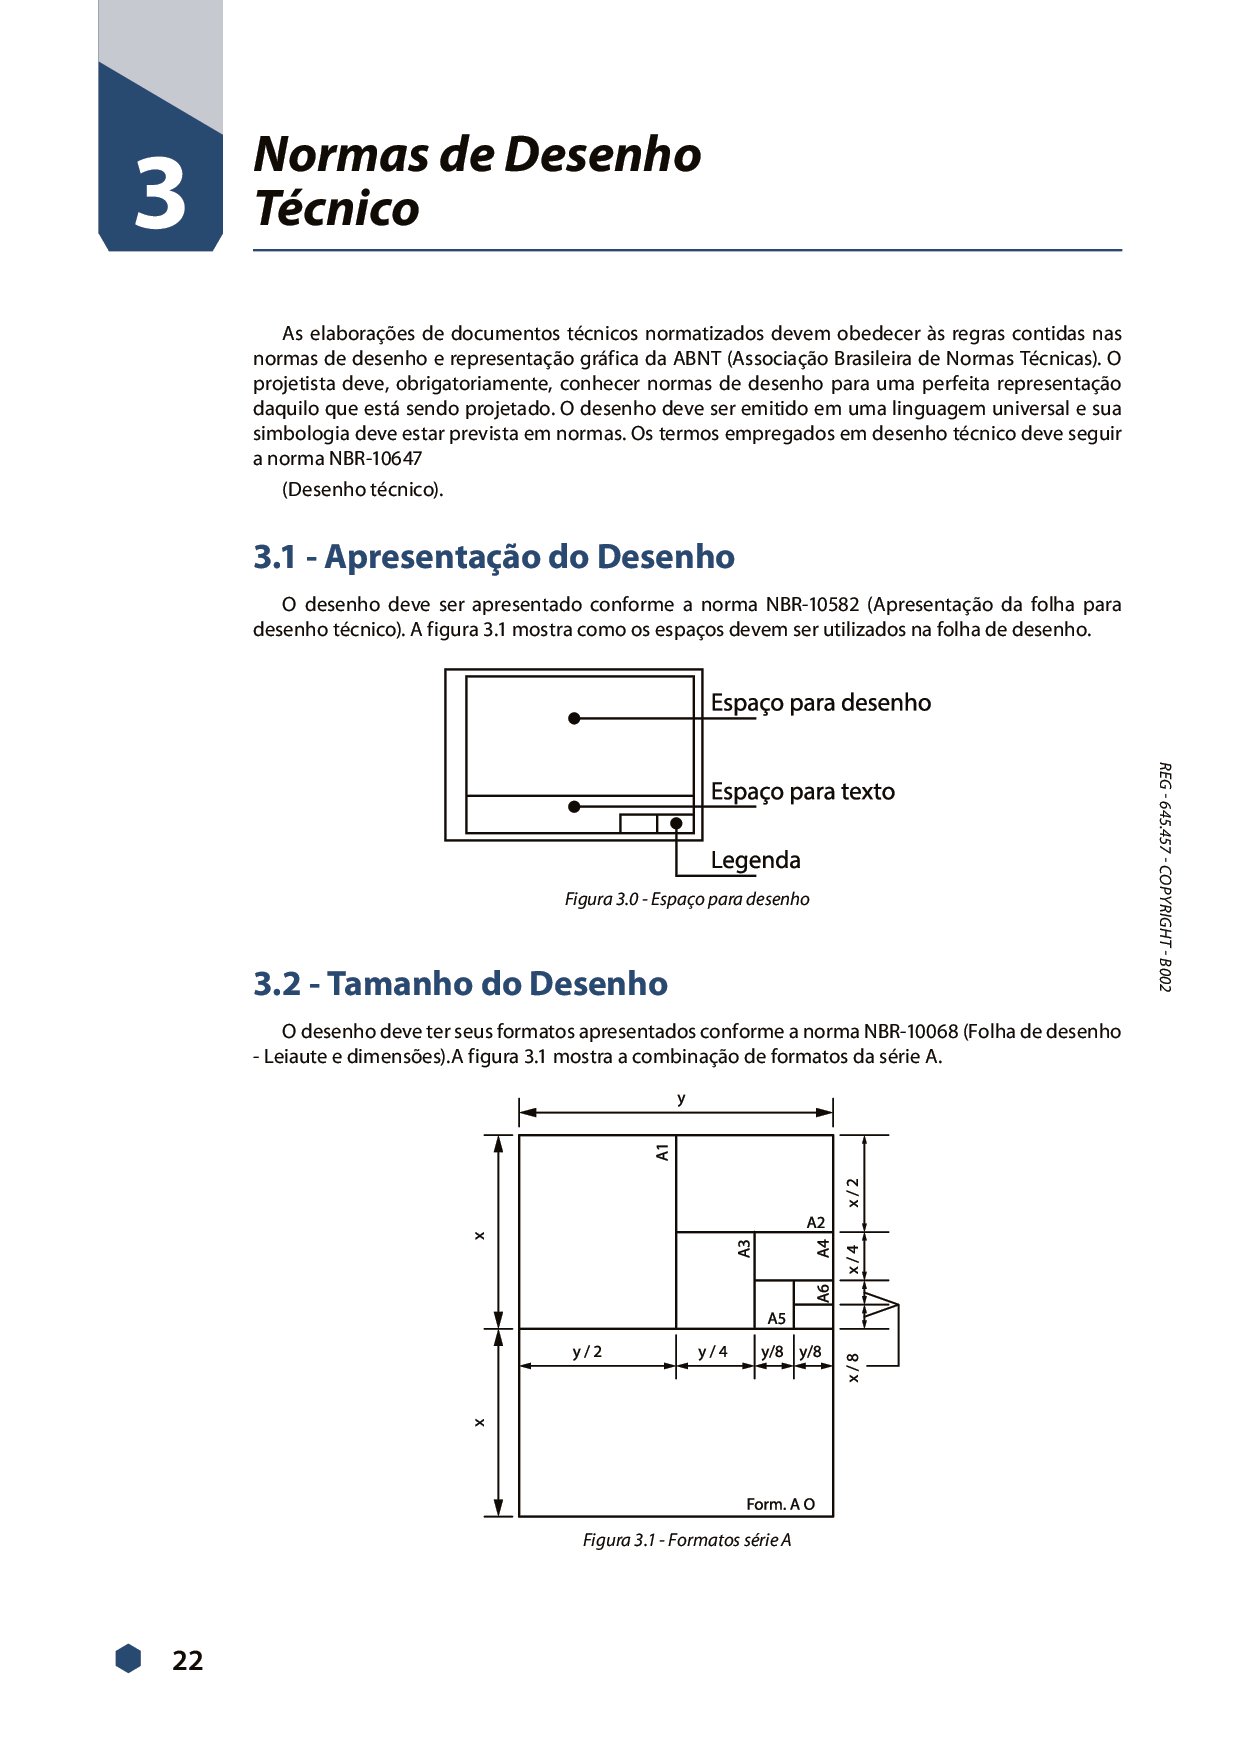 3
Normas de Desenho
Técnico
As elaborações de documentos técnicos normatizados devem obedecer às regras contidas nas
normas de desenho e representação gráfica da ABNT (Associação Brasileira de Normas Técnicas). O
projetista deve, obrigatoriamente, conhecer normas de desenho para uma perfeita representação
daquilo que está sendo projetado. O desenho deve ser emitido em uma linguagem universal e sua
simbologia deve estar prevista em normas. Os termos empregados em desenho técnico deve seguir
a norma NBR-10647
(Desenho técnico).
3.1 - Apresentação do Desenho
O desenho deve ser apresentado conforme a norma NBR-10582 (Apresentação da folha para
desenho técnico). A figura 3.1 mostra como os espaços devem ser utilizados na folha de desenho.
Espaço para desenho
Espaço para texto
Legenda
Figura 3.0 - Espaço para desenho
3.2 - Tamanho do Desenho
O desenho deve ter seus formatos apresentados conforme a norma NBR-10068 (Folha de desenho
- Leiaute e dimensões).A figura 3.1 mostra a combinação de formatos da série A.
y
A1
x / 2
A2
x
A3
A4
x / 4
A6
A5
y / 2
y / 4
y/8
y/8
x / 8
x
Form. A O
Figura 3.1 - Formatos série A
REG - 645.457 - COPYRIGHT - B002
22